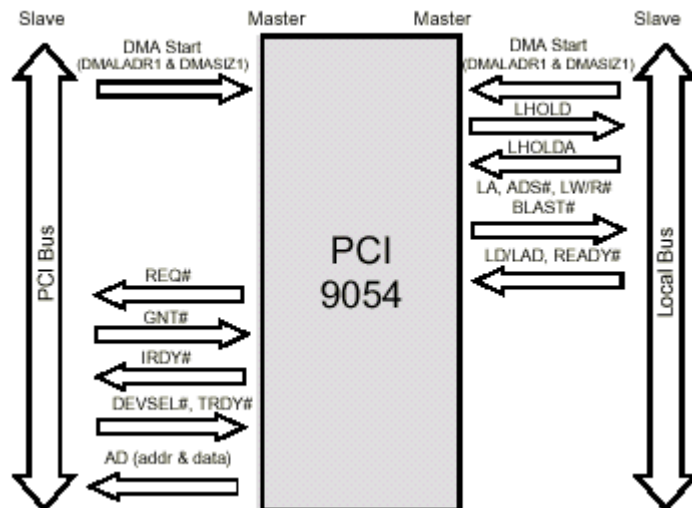 Slave Master Master Slave
DMA Start
(DMALADR1 & DMASIZ1)
DMA Start
(DMALADR1 & DMASIZ1)
LHOLD
LHOLDA
LA, ADS#, LW/R#
BLAST#
LD/LAD, READY#
PCI
9054
PCI Bus
Local Bus
REQ#
GNT#
IRDY#
DEVSEL#, TRDY#
AD (addr & data)